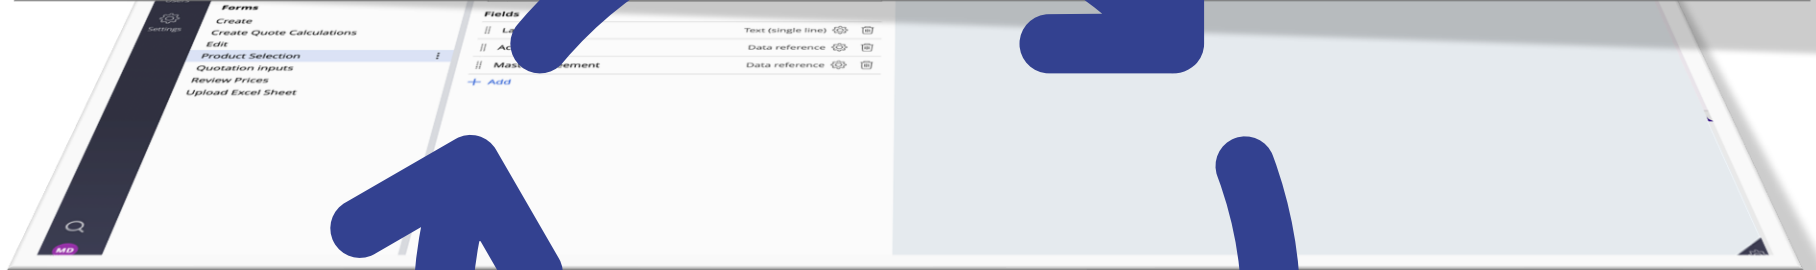 Settings
Forms
Create
Create Quote Calculations
Edit
Product Selection
Quotation Inputs
Review Prices
Upload Excel Sheet
MD
Fields
Text (single line)
Data reference
Data reference
+ Add